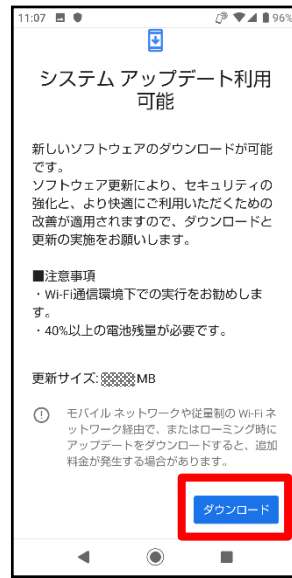 11:07 96%
システム アップデート利用
可能
新しいソフトウェアのダウンロードが可能
です。
ソフトウェア更新により、セキュリティの
強化と、より快適にご利用いただくための
改善が適用されますので、ダウンロードと
更新の実施をお願いします。
■注意事項
・Wi-Fi通信環境下での実行をお勧めしま
す。
・40%以上の電池残量が必要です。
更新サイズ: MB
モバイル ネットワークや従量制の Wi-Fi ネ
ットワーク経由で、またはローミング時に
アップデートをダウンロードすると、追加
料金が発生する場合があります。
ダウンロード